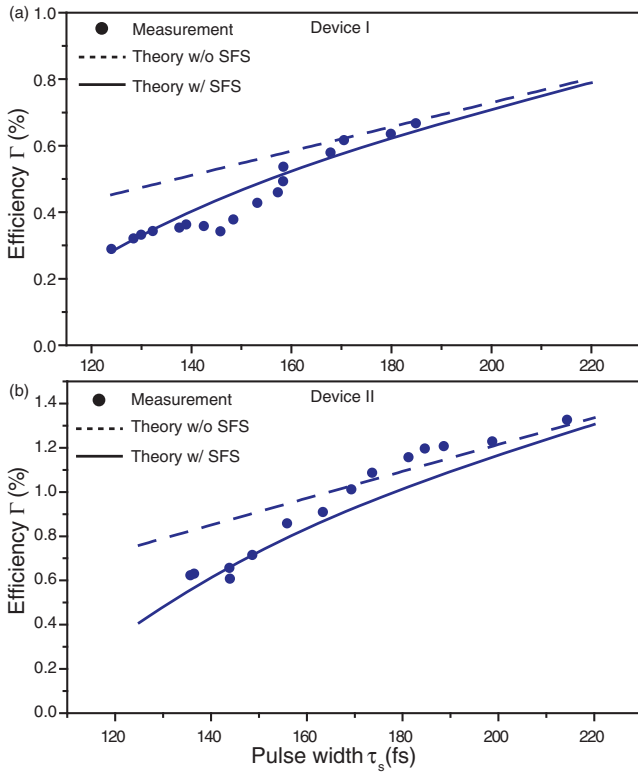 (a)
Measurement
Device I
Theory w/o SFS
Theory w/ SFS
Efficiency Γ (%)
1.0
0.8
0.6
0.4
0.2
0.0
120 140 160 180 200 220
(b)
Measurement
Device II
Theory w/o SFS
Theory w/ SFS
Efficiency Γ (%)
1.4
1.2
1.0
0.8
0.6
0.4
0.2
0.0
120 140 160 180 200 220
Pulse width τs(fs)